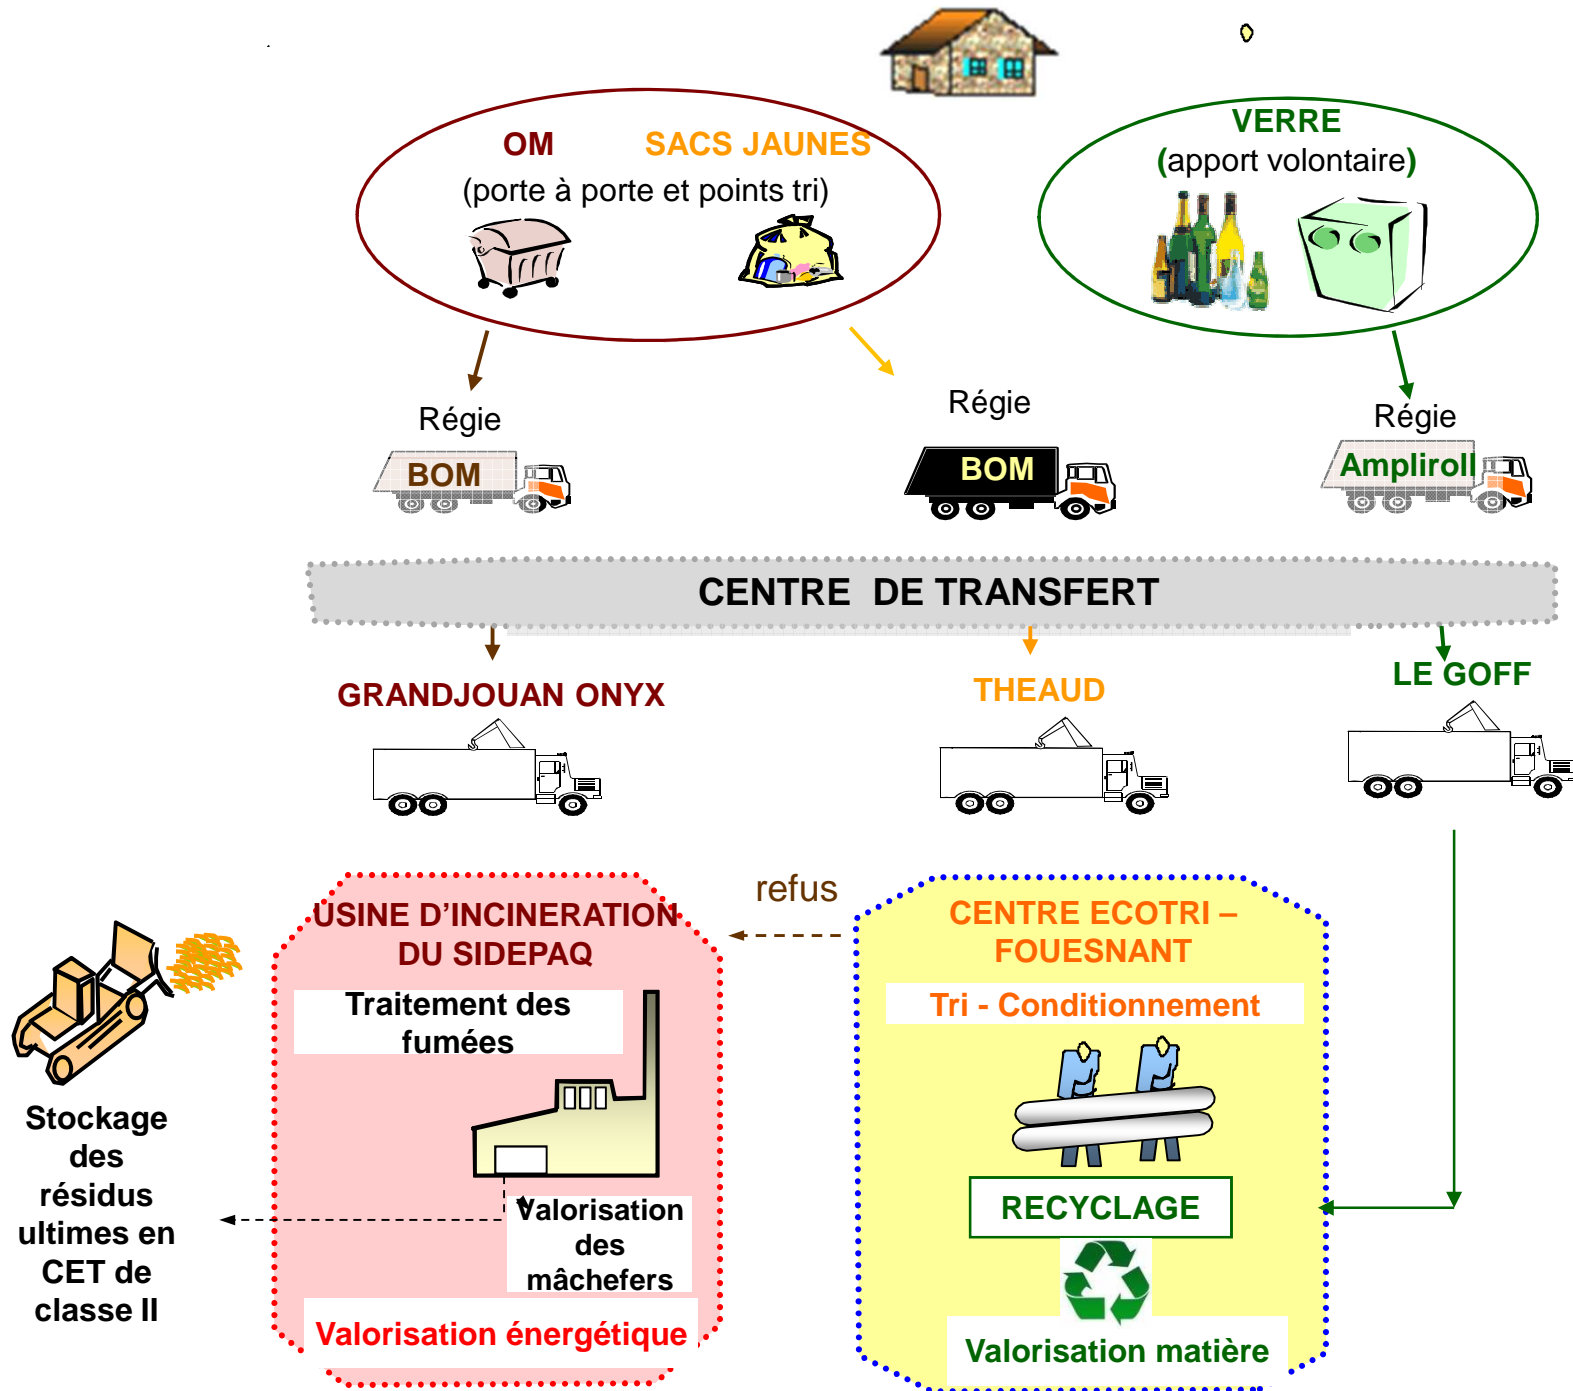 OM
SACS JAUNES
(porte à porte et points tri)
VERRE
(apport volontaire)
Régie
Régie
Régie
BOM
BOM
Ampliroll
CENTRE DE TRANSFERT
GRANDJOUAN ONYX
THEAUD
LE GOFF
refus
USINE D’INCINERATION
DU SIDEPAQ
Traitement des
fumées
Valorisation
des
mâchefers
Valorisation énergétique
CENTRE ECOTRI –
FOUESNANT
Tri - Conditionnement
RECYCLAGE
Valorisation matière
Stockage
des
résidus
ultimes en
CET de
classe II